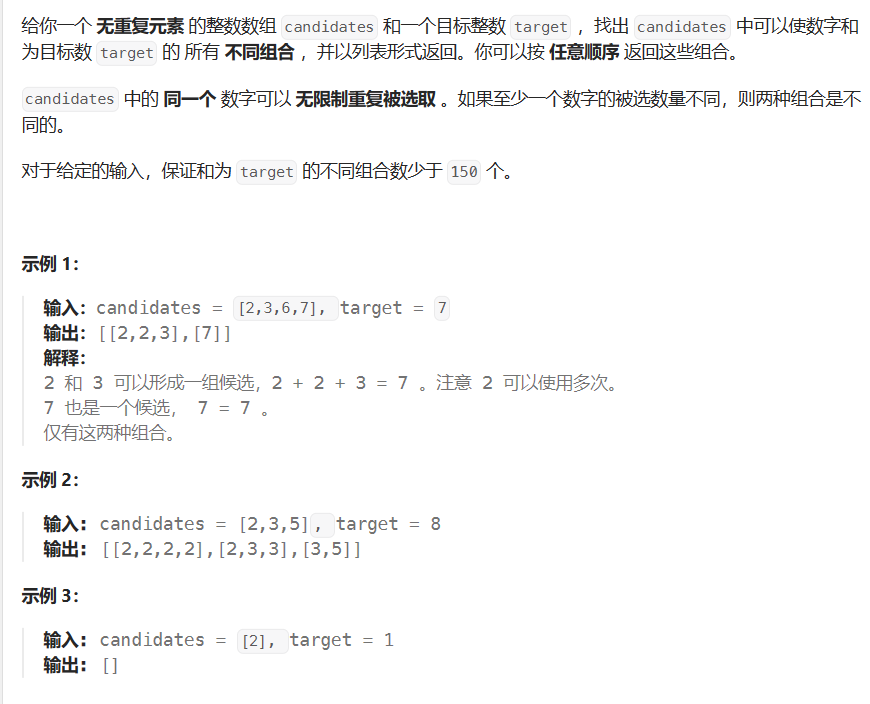 给你一个 无重复元素 的整数数组 candidates 和一个目标整数 target ，找出 candidates 中可以使数字和
为目标数 target 的 所有 不同组合 ，并以列表形式返回。你可以按 任意顺序 返回这些组合。
candidates 中的 同一个 数字可以 无限制重复被选取 。如果至少一个数字的被选数量不同，则两种组合是不
同的。
对于给定的输入，保证和为 target 的不同组合数少于 150 个。
示例 1：
输入：candidates = [2,3,6,7], target = 7
输出：[[2,2,3],[7]]
解释：
2 和 3 可以形成一组候选，2 + 2 + 3 = 7 。注意 2 可以使用多次。
7 也是一个候选， 7 = 7 。
仅有这两种组合。
示例 2：
输入：candidates = [2,3,5], target = 8
输出：[[2,2,2,2],[2,3,3],[3,5]]
示例 3：
输入：candidates = [2], target = 1
输出：[]